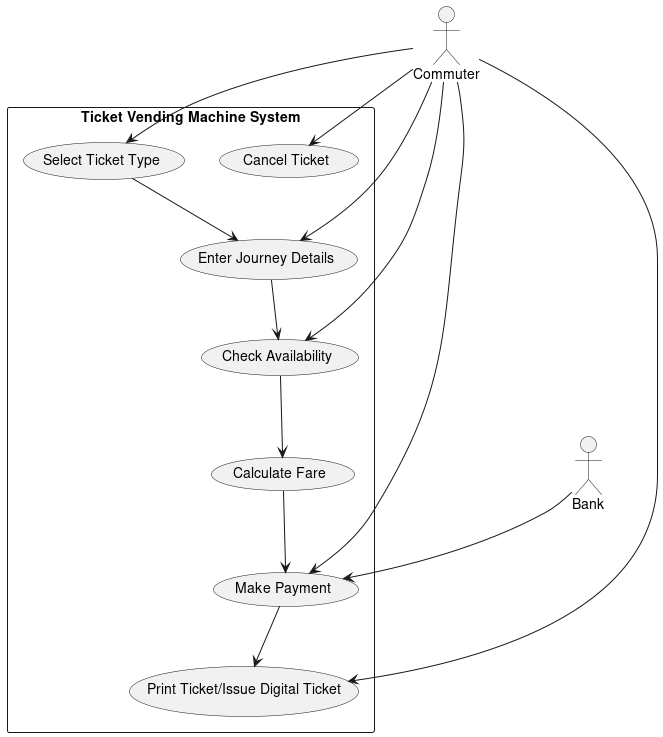 Commuter
Ticket Vending Machine System
Select Ticket Type
Cancel Ticket
Enter Journey Details
Check Availability
Calculate Fare
Bank
Make Payment
Print Ticket/Issue Digital Ticket